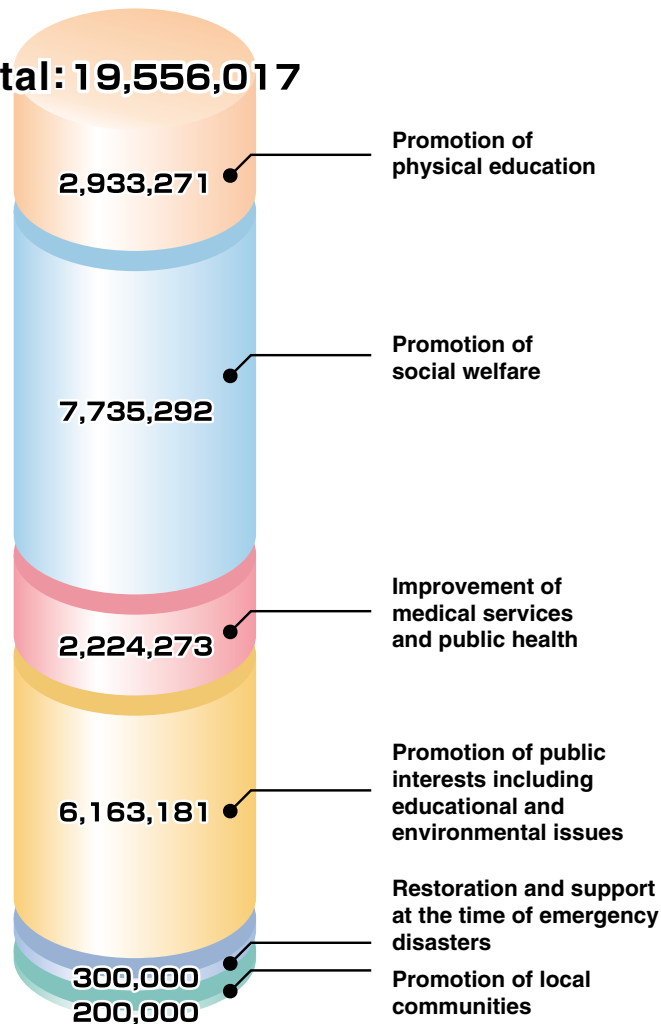 tal: 19,556,017
Promotion of
physical education
2,933,271
Promotion of
social welfare
7,735,292
Improvement of
medical services
and public health
2,224,273
Promotion of public
interests including
educational and
environmental issues
6,163,181
Restoration and support
at the time of emergency
disasters
300,000
Promotion of local
communities
200,000